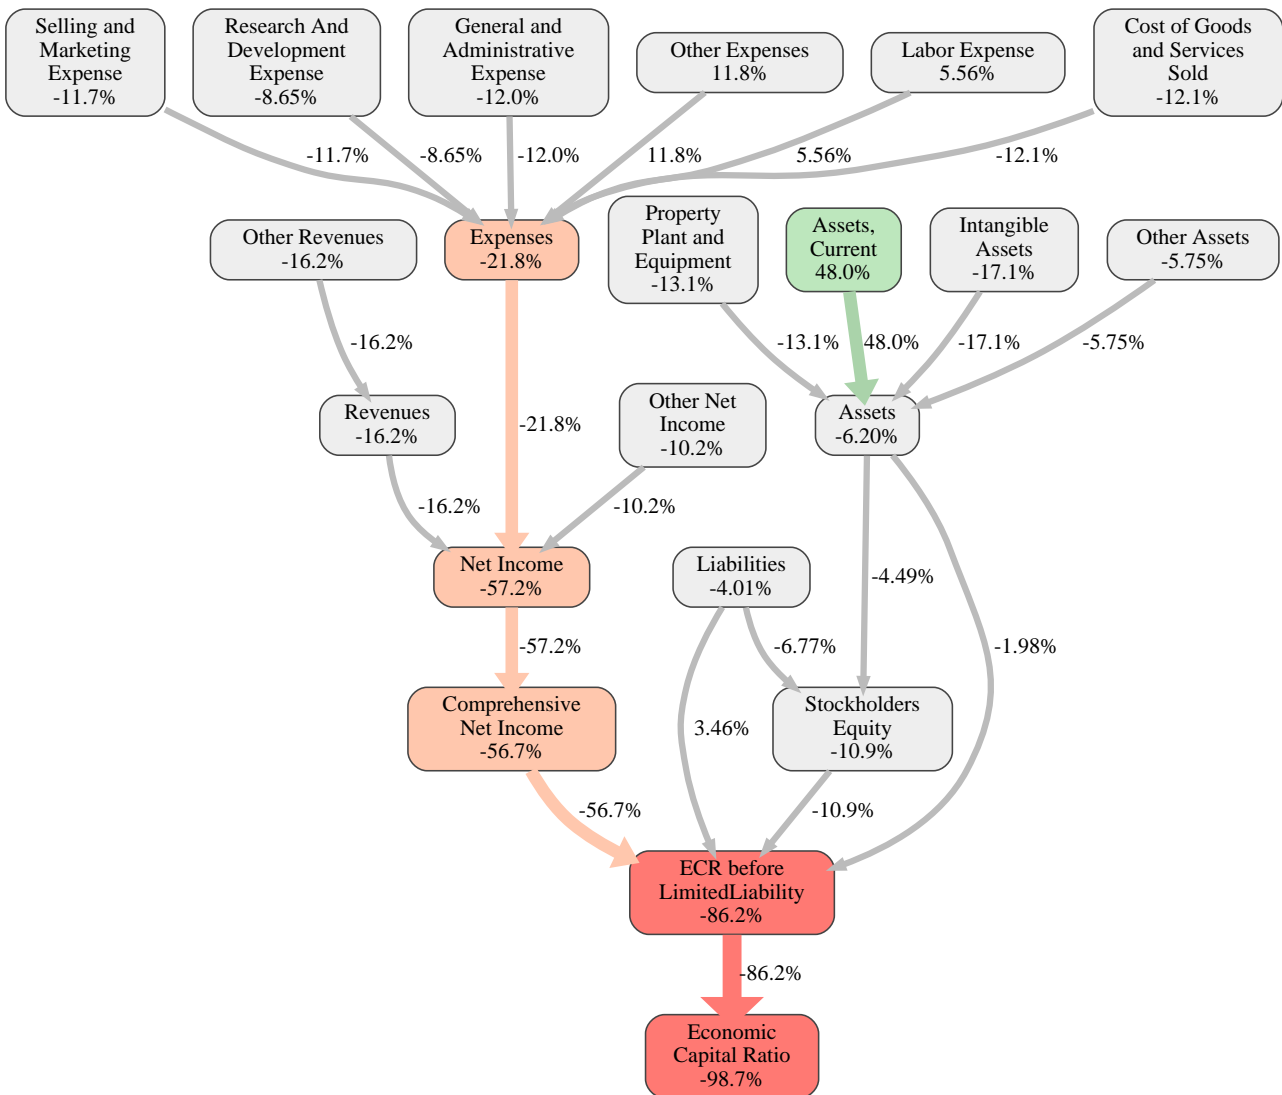 Selling and
Marketing
Expense
-11.7%
Research And
Development
Expense
-8.65%
General and
Administrative
Expense
-12.0%
Other Expenses
11.8%
Labor Expense
5.56%
Cost of Goods
and Services
Sold
-12.1%
-11.7%
-8.65%
-12.0%
11.8%
5.56%
-12.1%
Other Revenues
-16.2%
Expenses
-21.8%
Property
Plant and
Equipment
-13.1%
Assets,
Current
48.0%
Intangible
Assets
-17.1%
Other Assets
-5.75%
-16.2%
-13.1%
48.0%
-17.1%
-5.75%
Revenues
-16.2%
-21.8%
Other Net
Income
-10.2%
Assets
-6.20%
-16.2%
-10.2%
Net Income
-57.2%
Liabilities
-4.01%
-4.49%
-57.2%
-6.77%
-1.98%
Comprehensive
Net Income
-56.7%
3.46%
Stockholders
Equity
-10.9%
-56.7%
-10.9%
ECR before
LimitedLiability
-86.2%
-86.2%
Economic
Capital Ratio
-98.7%